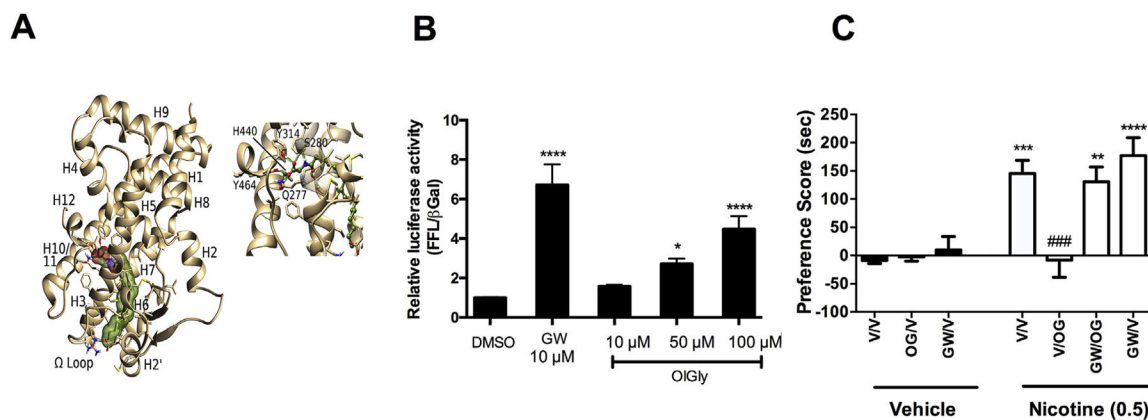 A
H9
H4
H1
H12
H5
H8
H10/
11
H2
H7
H3
H6
Ω Loop
H2'
Y314
H440
S280
Y464
Q277
B
Relative luciferase activity
(FFL/βGal)
10
8
6
4
2
0
****
*
****
DMSO
GW
10 µM
10 µM
50 µM
100 µM
OlGly
C
Preference Score (sec)
250
200
150
100
50
0
-50
-100
***
###
**
****
V/V
OG/V
GW/V
V/V
V/OG
GW/OG
GW/V
Vehicle
Nicotine (0.5)